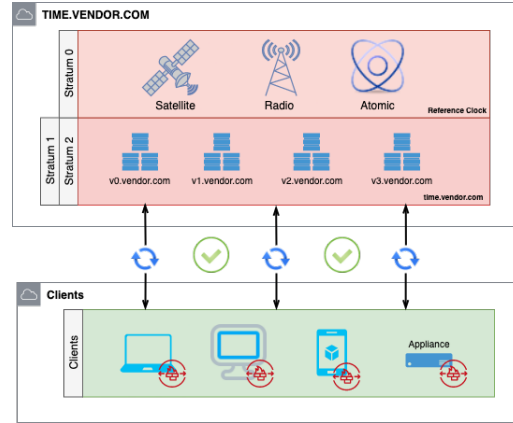 TIME.VENDOR.COM
Stratum 0
Satellite
Radio
Atomic
Reference Clock
Stratum 1
Stratum 2
v0.vendor.com
v1.vendor.com
v2.vendor.com
v3.vendor.com
time.vendor.com
Clients
Clients
Appliance